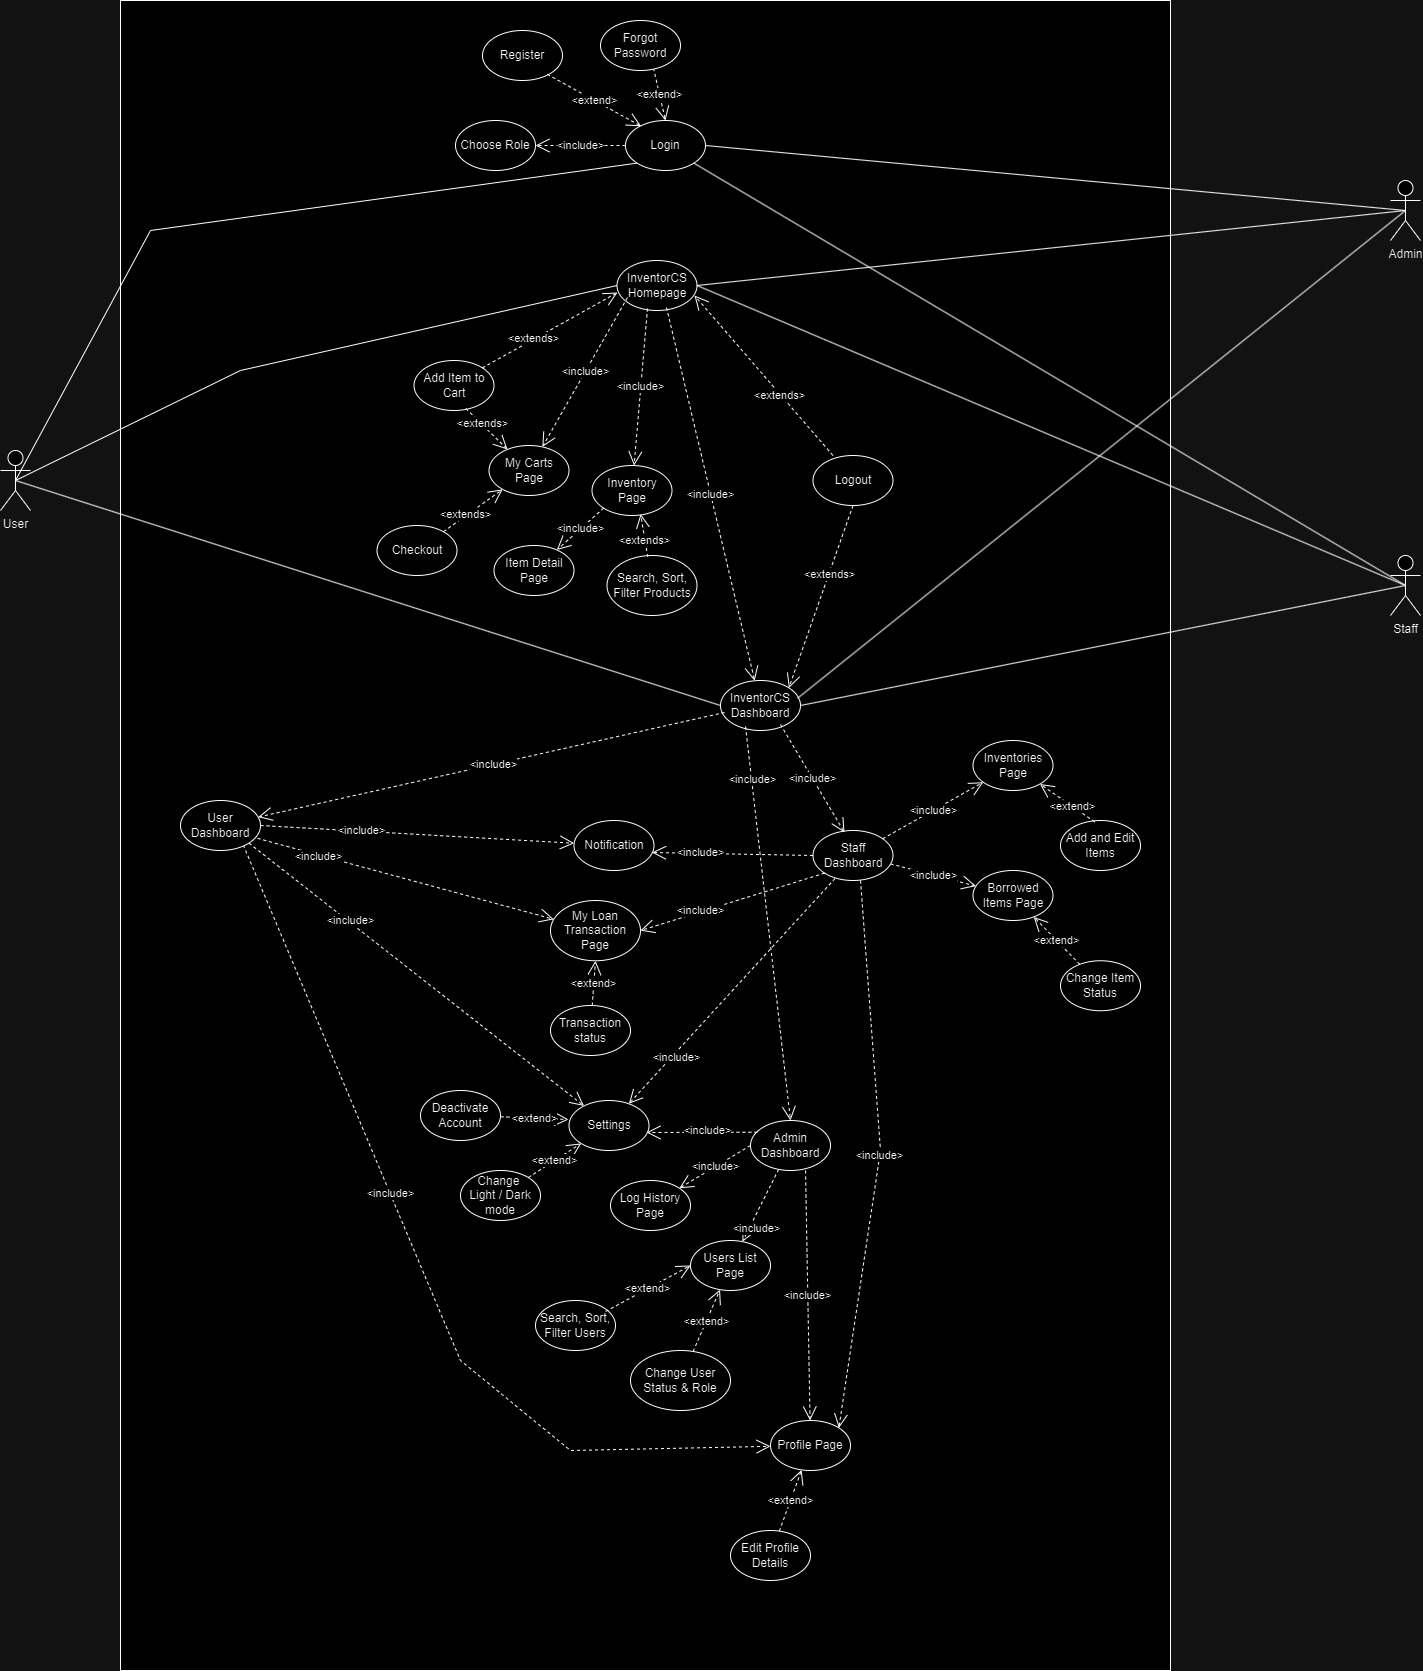 Forgot
Password
Register
<extend>
<extend>
Choose Role
<include>
Login
Admin
InventorCS
Homepage
<extends>
Add Item to
Cart
<include>
<include>
<extends>
<extends>
My Carts
Page
Inventory
Page
Logout
<include>
User
<extends>
<include>
<extends>
Checkout
Item Detail
Page
Search, Sort,
Filter Products
<extends>
Staff
InventorCS
Dashboard
<include>
<include>
<include>
Inventories
Page
<include>
<extend>
User
Dashboard
<include>
Notification
<include>
Staff
Dashboard
Add and Edit
Items
<include>
<include>
Borrowed
Items Page
<include>
My Loan
Transaction
Page
<include>
<extend>
<extend>
Change Item
Status
Transaction
status
<include>
Deactivate
Account
<extend>
Settings
<include>
Admin
Dashboard
<include>
<extend>
<include>
Change
Light / Dark
mode
<include>
Log History
Page
<include>
Users List
Page
<extend>
<include>
Search, Sort,
Filter Users
<extend>
Change User
Status & Role
Profile Page
<extend>
Edit Profile
Details